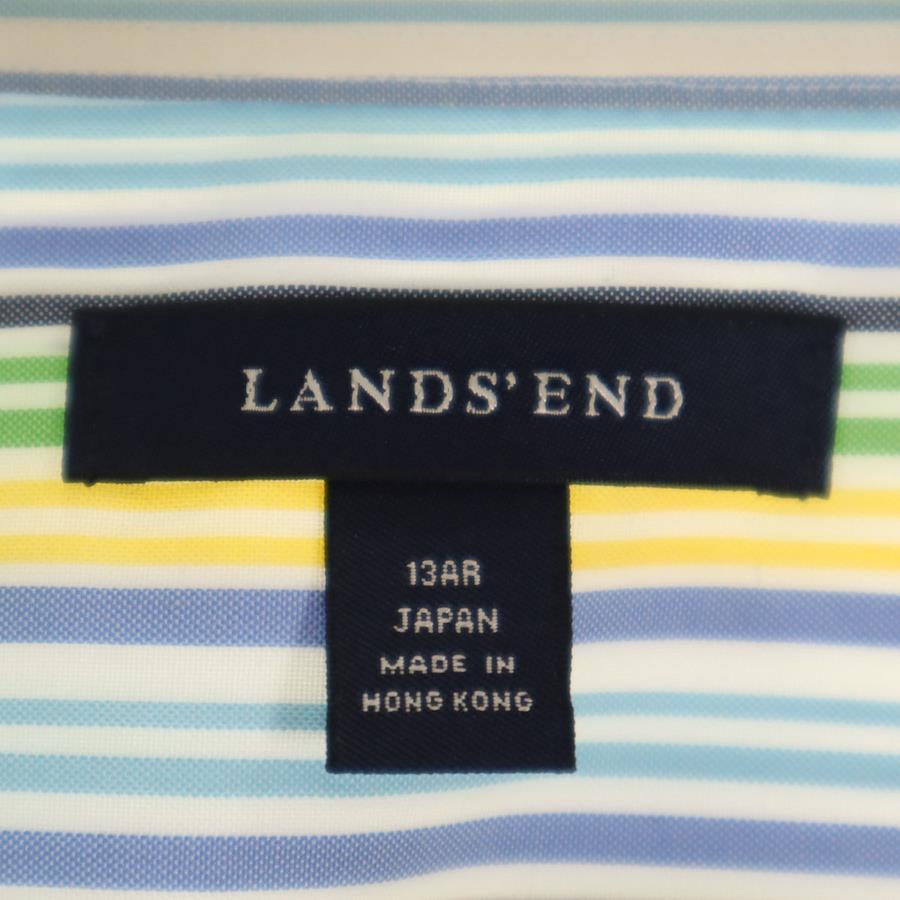 LANDS' END
13AR
JAPAN
MADE IN
HONG KONG